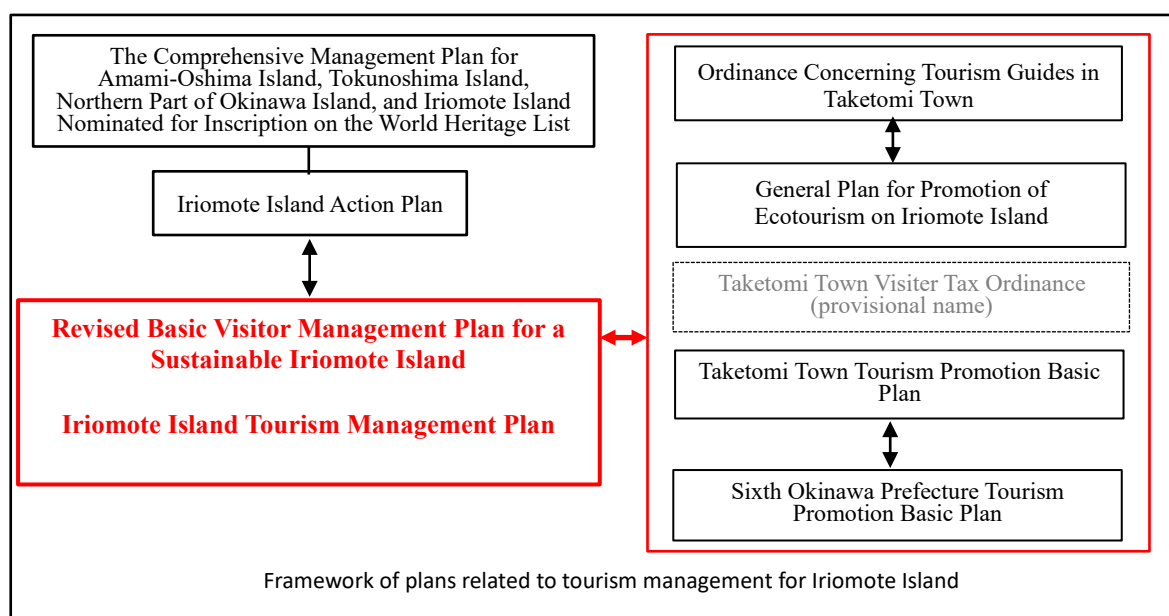 The Comprehensive Management Plan for
Amami-Oshima Island, Tokunoshima Island,
Northern Part of Okinawa Island, and Iriomote Island
Nominated for Inscription on the World Heritage List
Iriomote Island Action Plan
Revised Basic Visitor Management Plan for a
Sustainable Iriomote Island
Iriomote Island Tourism Management Plan
Ordinance Concerning Tourism Guides in
Taketomi Town
General Plan for Promotion of
Ecotourism on Iriomote Island
Taketomi Town Visiter Tax Ordinance
(provisional name)
Taketomi Town Tourism Promotion Basic
Plan
Sixth Okinawa Prefecture Tourism
Promotion Basic Plan
Framework of plans related to tourism management for Iriomote Island